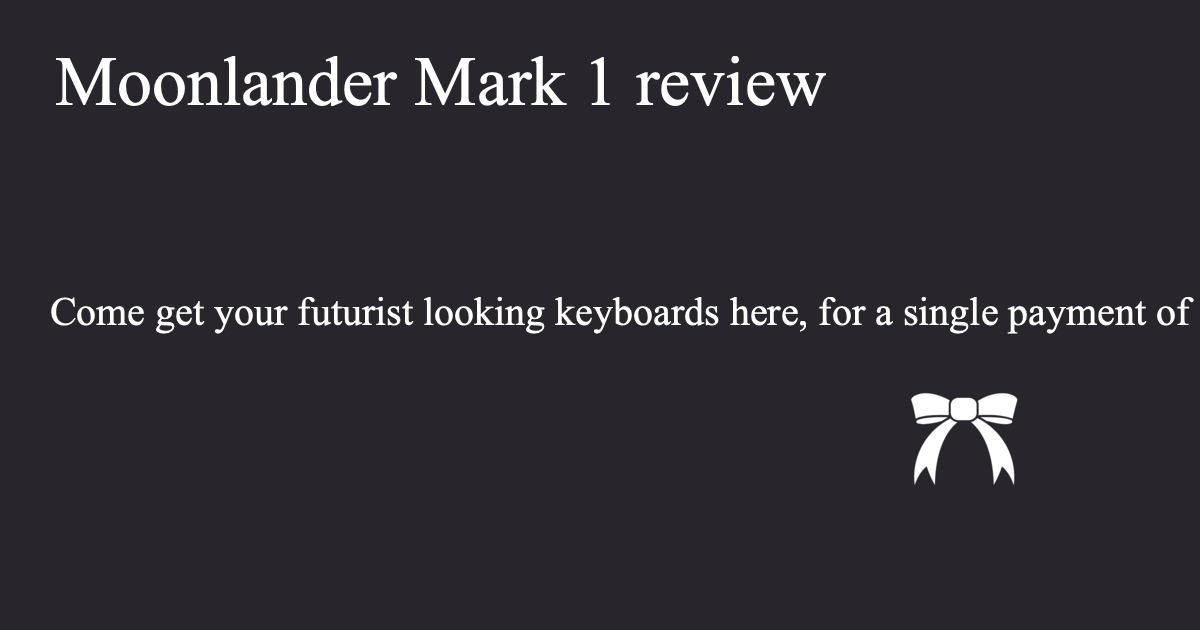 Moonlander Mark 1 review
Come get your futurist looking keyboards here, for a single payment of